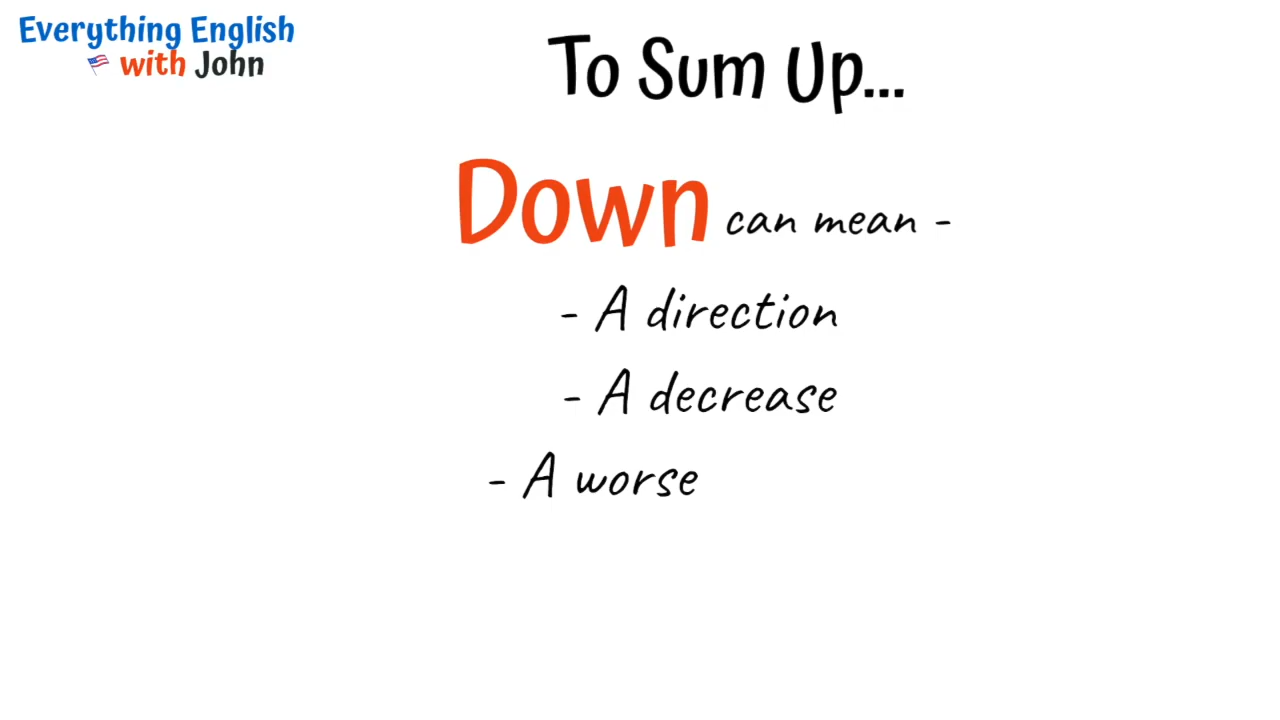 Everything English
with John
To Sum Up...
Down can mean -
- A direction
- A decrease
- A worse